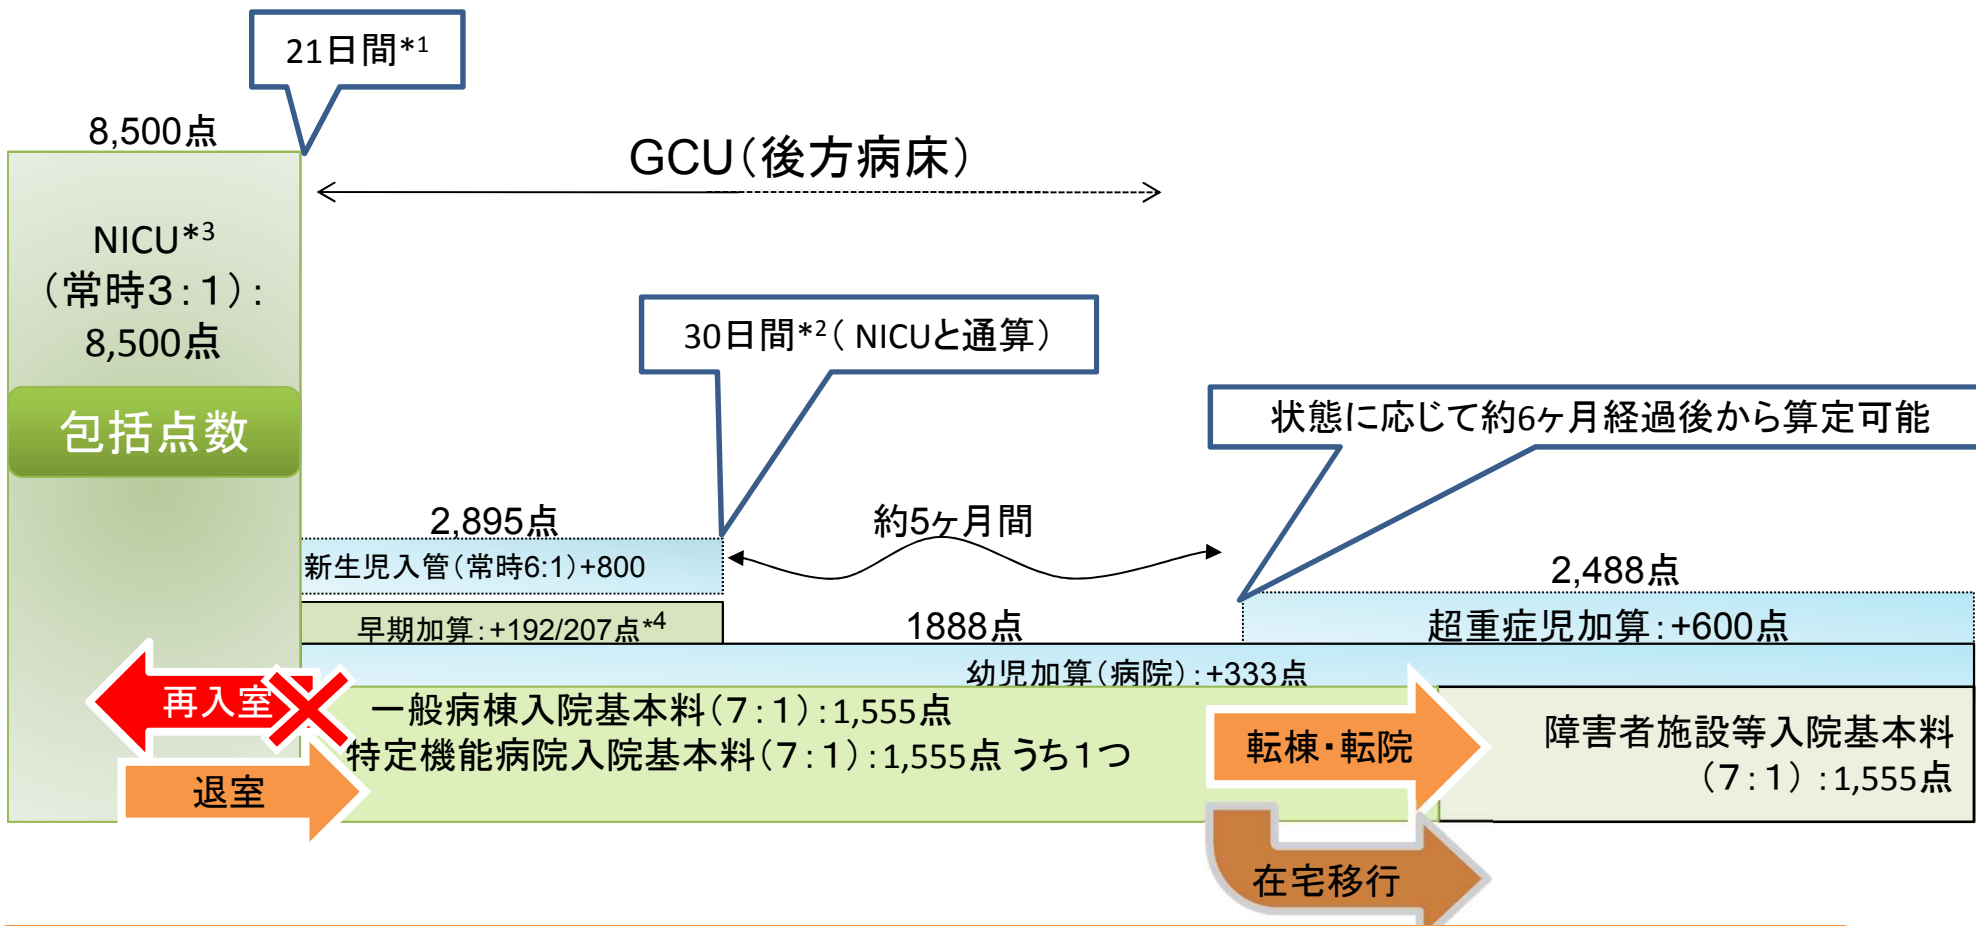 21日間*1
8,500点
GCU（後方病床）
NICU*3
（常時３：１）：
8,500点
包括点数
30日間*2（ NICUと通算）
状態に応じて約6ヶ月経過後から算定可能
2,895点
約5ヶ月間
新生児入管（常時6:1）+800
2,488点
早期加算：+192/207点*4
1888点
超重症児加算：+600点
幼児加算（病院）：+333点
再入室
一般病棟入院基本料（７：１）：1,555点
特定機能病院入院基本料（７：１）：1,555点 うち１つ
転棟・転院
障害者施設等入院基本料
（７：１）：1,555点
退室
在宅移行